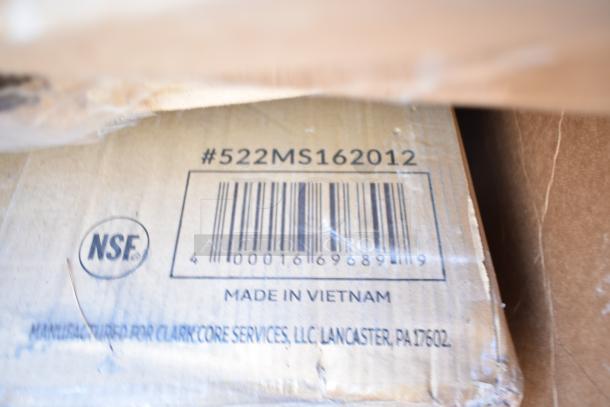 #522MS162012
NSF
4 00016 69689 9
MADE IN VIETNAM
MANUFACTURED FOR CLARK CORE SERVICES, LLC LANCASTER, PA 17602.